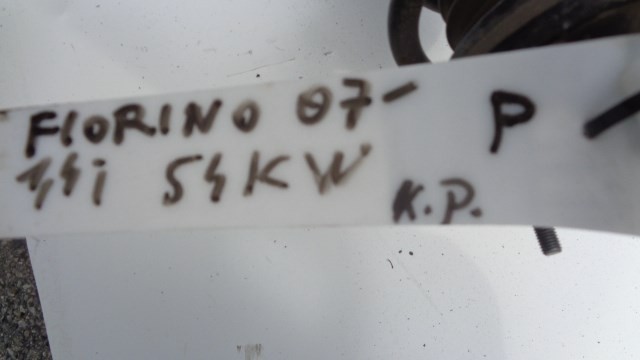 FIORINO 07- P
1,4i 54KW K.P.